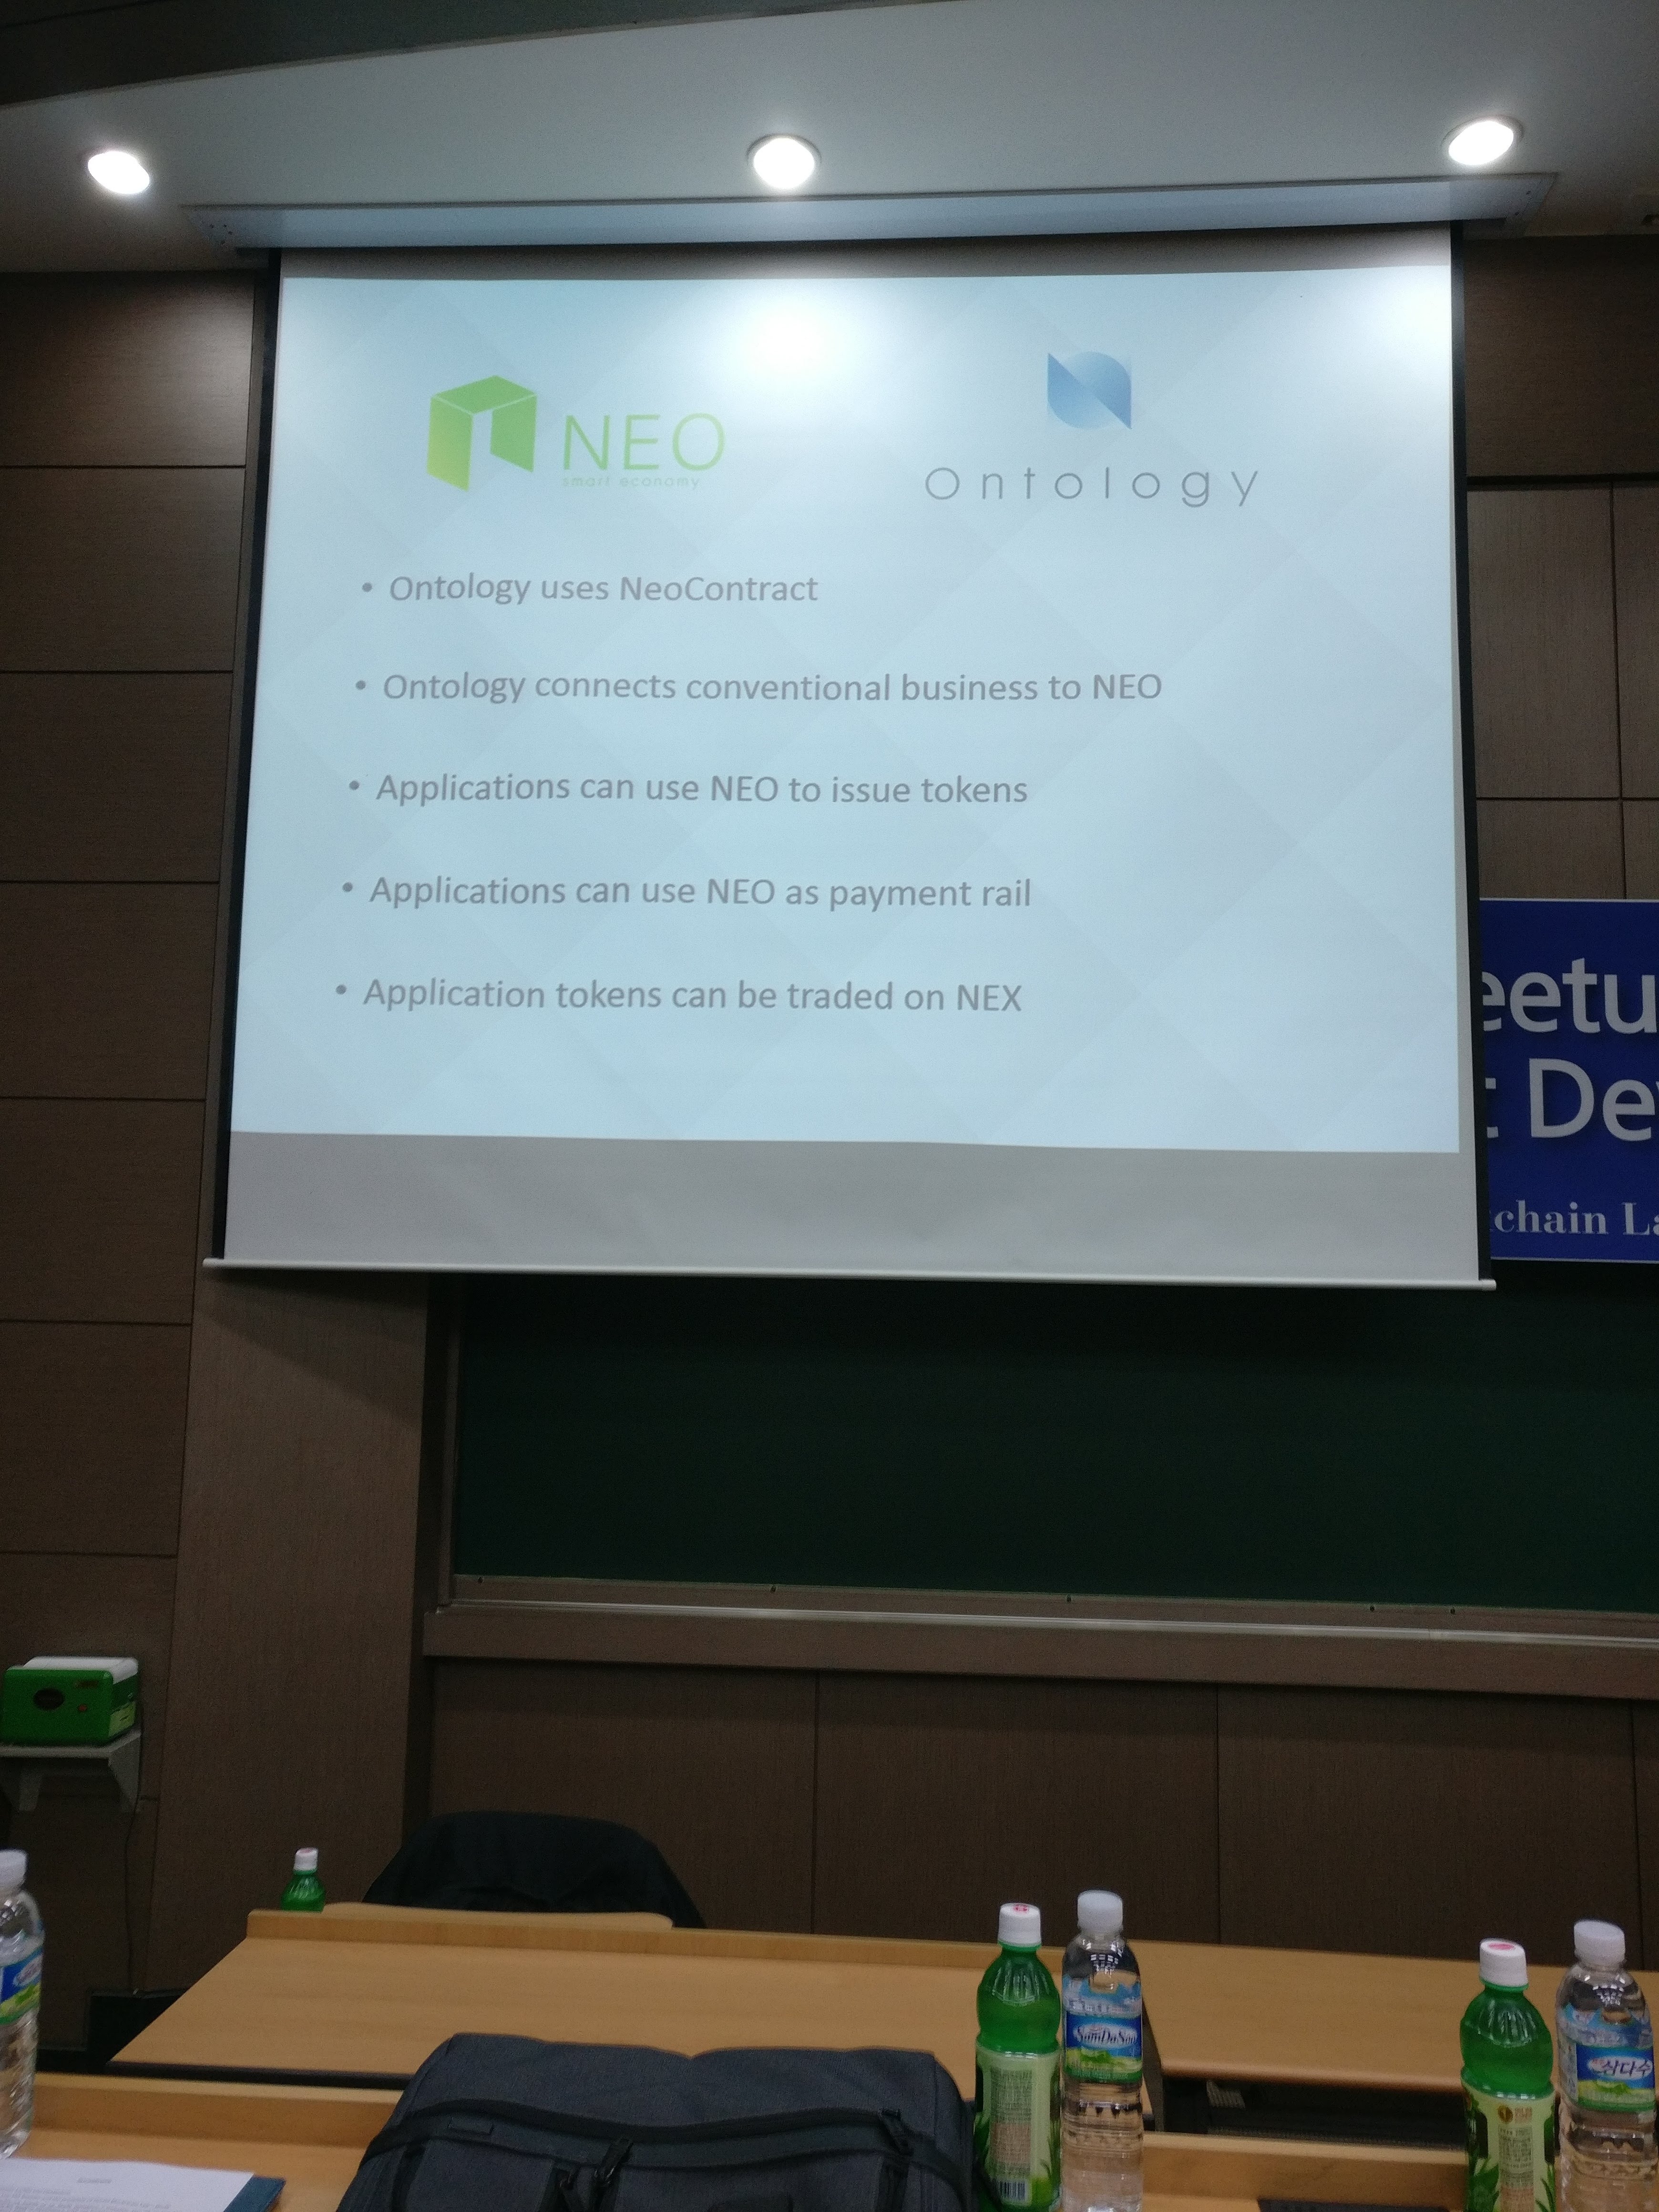 NEO
smart economy
Ontology
• Ontology uses NeoContract
• Ontology connects conventional business to NEO
• Applications can use NEO to issue tokens
• Applications can use NEO as payment rail
• Application tokens can be traded on NEX
eetu
De
chain La
SamDaSoo
삼다수